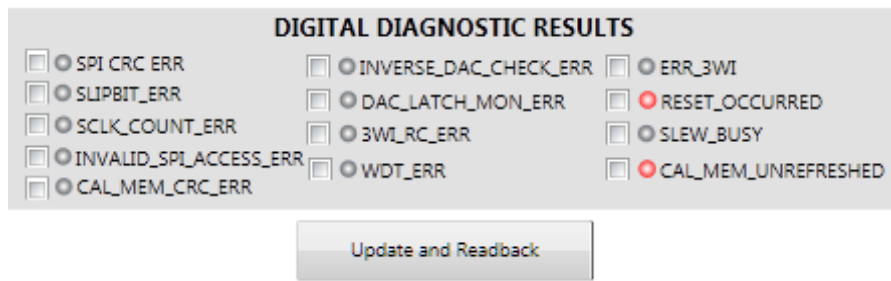 DIGITAL DIAGNOSTIC RESULTS
SPI CRC ERR
SLIPBIT_ERR
SCLK_COUNT_ERR
INVALID_SPI_ACCESS_ERR
CAL_MEM_CRC_ERR
INVERSE_DAC_CHECK_ERR
DAC_LATCH_MON_ERR
3WI_RC_ERR
WDT_ERR
ERR_3WI
RESET_OCCURRED
SLEW_BUSY
CAL_MEM_UNREFRESHED
Update and Readback